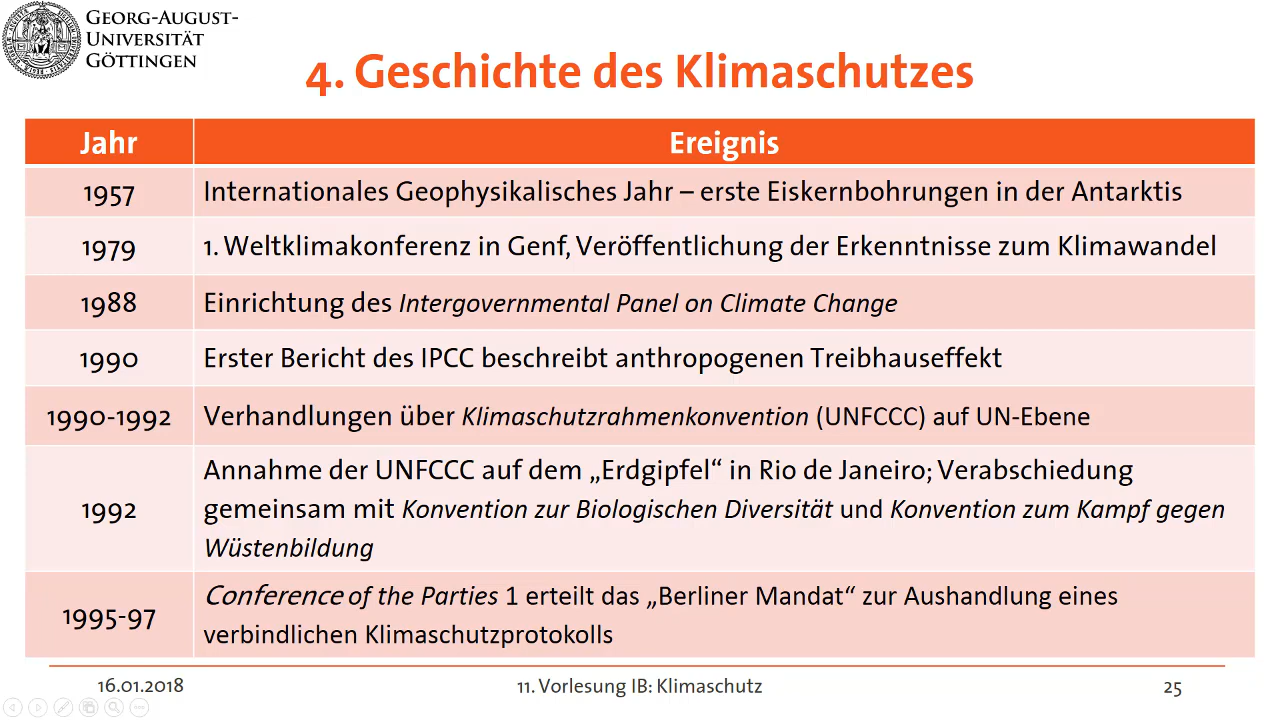 GEORG-AUGUST-
UNIVERSITÄT
GÖTTINGEN
4. Geschichte des Klimaschutzes
Jahr Ereignis
1957 Internationales Geophysikalisches Jahr – erste Eiskernbohrungen in der Antarktis
1979 1. Weltklimakonferenz in Genf, Veröffentlichung der Erkenntnisse zum Klimawandel
1988 Einrichtung des Intergovernmental Panel on Climate Change
1990 Erster Bericht des IPCC beschreibt anthropogenen Treibhauseffekt
1990-1992 Verhandlungen über Klimaschutzrahmenkonvention (UNFCCC) auf UN-Ebene
1992 Annahme der UNFCCC auf dem „Erdgipfel“ in Rio de Janeiro; Verabschiedung
gemeinsam mit Konvention zur Biologischen Diversität und Konvention zum Kampf gegen
Wüstenbildung
1995-97 Conference of the Parties 1 erteilt das „Berliner Mandat“ zur Aushandlung eines
verbindlichen Klimaschutzprotokolls
16.01.2018 11. Vorlesung IB: Klimaschutz 25